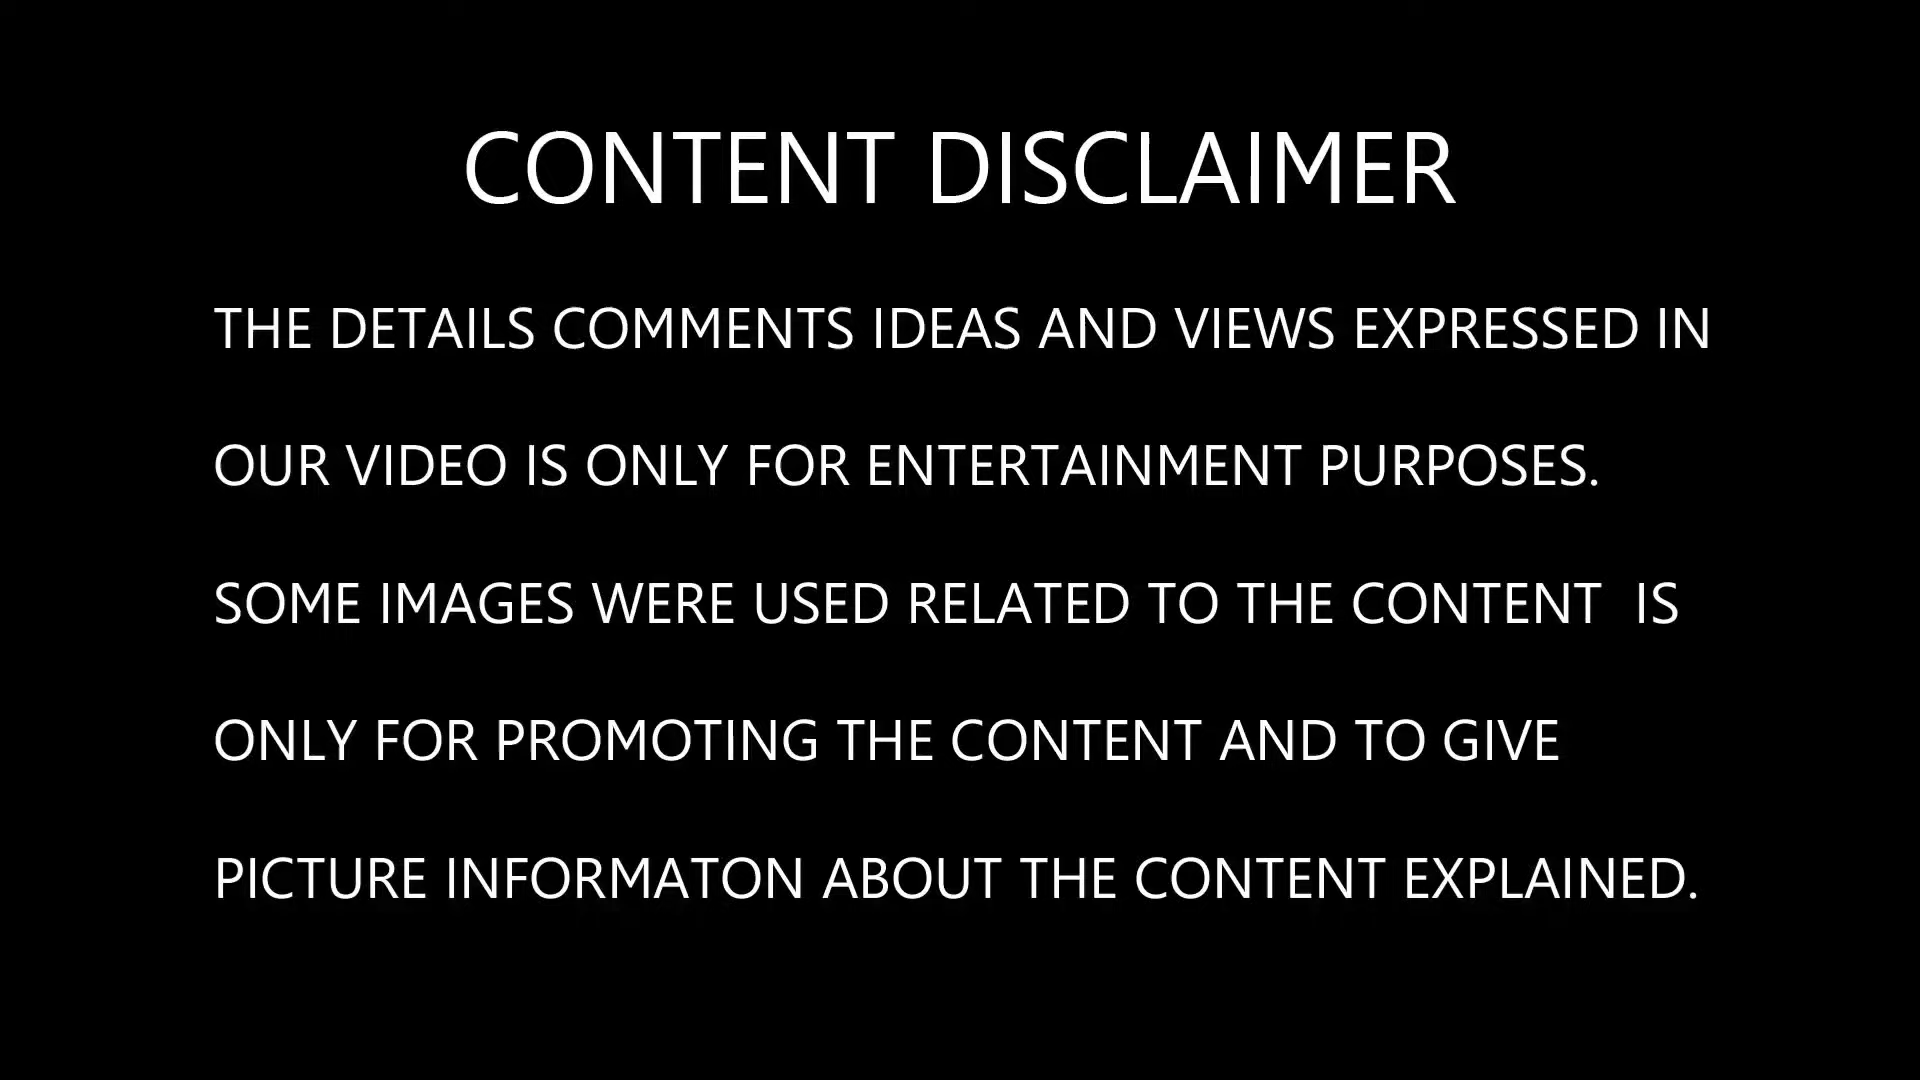 CONTENT DISCLAIMER
THE DETAILS COMMENTS IDEAS AND VIEWS EXPRESSED IN
OUR VIDEO IS ONLY FOR ENTERTAINMENT PURPOSES.
SOME IMAGES WERE USED RELATED TO THE CONTENT  IS
ONLY FOR PROMOTING THE CONTENT AND TO GIVE
PICTURE INFORMATON ABOUT THE CONTENT EXPLAINED.